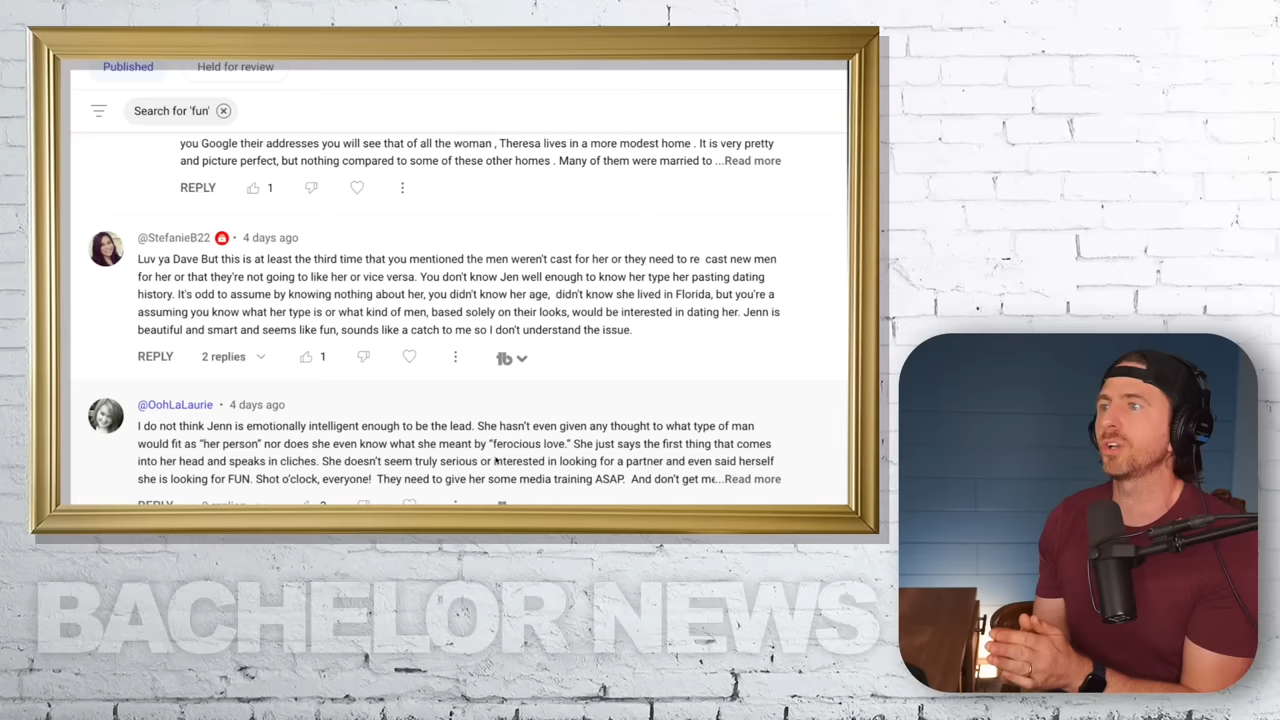 Published Held for review
Search for 'fun'
you Google their addresses you will see that of all the woman , Theresa lives in a more modest home . It is very pretty
and picture perfect, but nothing compared to some of these other homes . Many of them were married to ...Read more
REPLY 1
@StefanieB22 • 4 days ago
Luv ya Dave But this is at least the third time that you mentioned the men weren't cast for her or they need to re cast new men
for her or that they're not going to like her or vice versa. You don't know Jen well enough to know her type her pasting dating
history. It's odd to assume by knowing nothing about her, you didn't know her age, didn't know she lived in Florida, but you're a
assuming you know what her type is or what kind of men, based solely on their looks, would be interested in dating her. Jenn is
beautiful and smart and seems like fun, sounds like a catch to me so I don't understand the issue.
REPLY 2 replies 1
@OohLaLaurie • 4 days ago
I do not think Jenn is emotionally intelligent enough to be the lead. She hasn't even given any thought to what type of man
would fit as “her person” nor does she even know what she meant by “ferocious love.” She just says the first thing that comes
into her head and speaks in cliches. She doesn't seem truly serious or interested in looking for a partner and even said herself
she is looking for FUN. Shot o'clock, everyone! They need to give her some media training ASAP. And don't get me...Read more
REPLY
BACHELOR NEWS